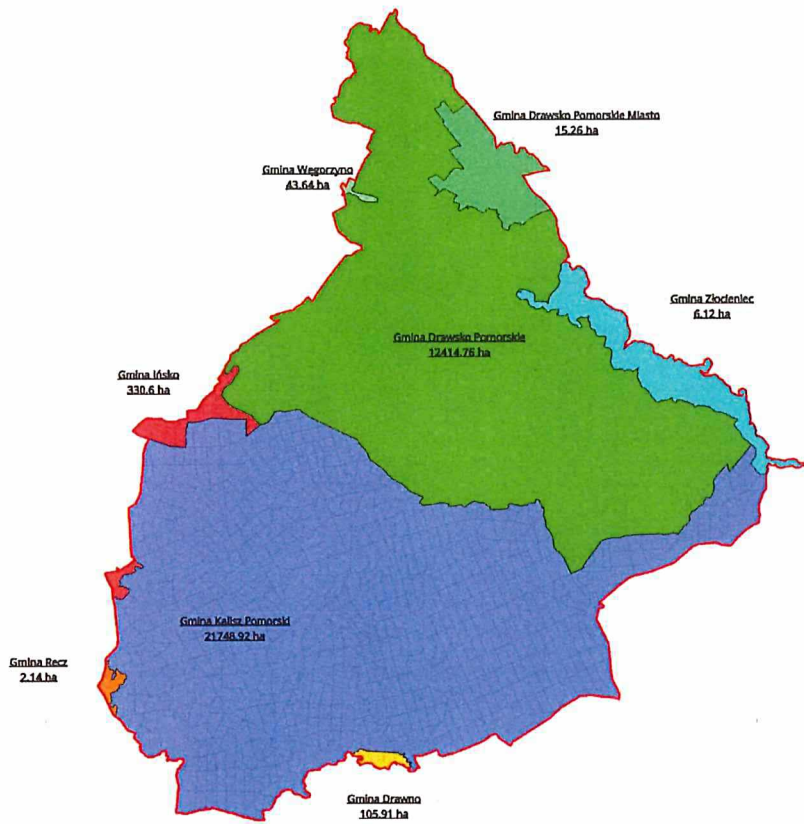 Gmina Drawsko Pomorskie Miasto
15.26 ha
Gmina Węgorzyno
43.64 ha
Gmina Złocieniec
6.12 ha
Gmina Drawsko Pomorskie
12414.76 ha
Gmina Ińsko
330.6 ha
Gmina Kalisz Pomorski
21748.92 ha
Gmina Recz
2.14 ha
Gmina Drawno
105.91 ha